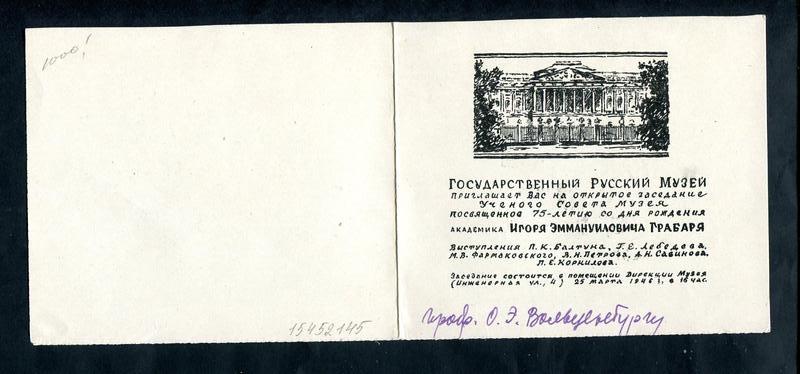 1000!
15452145
ГОСУДАРСТВЕННЫЙ РУССКИЙ МУЗЕЙ
ПРИГЛАШАЕТ ВАС НА ОТКРЫТОЕ ЗАСЕДАНИЕ
УЧЕНОГО СОВЕТА МУЗЕЯ
ПОСВЯЩЕННОЕ 75-ЛЕТИЮ СО ДНЯ РОЖДЕНИЯ
АКАДЕМИКА ИГОРЯ ЭММАНУИЛОВИЧА ГРАБАРЯ
ВЫСТУПЛЕНИЯ П.К. БАЛТУНА, Г.Е. ЛЕБЕДЕВА,
М.В. ФАРМАКОВСКОГО, В.Н. ПЕТРОВА, А.Н. САВИНОВА,
П.Е. КОРНИЛОВА.
ЗАСЕДАНИЕ СОСТОИТСЯ В ПОМЕЩЕНИИ ДИРЕКЦИИ МУЗЕЯ
(ИНЖЕНЕРНАЯ УЛ., 4) 25 МАРТА 1946 г., в 16 ЧАС.
проф. О. Э. Вольценбургу